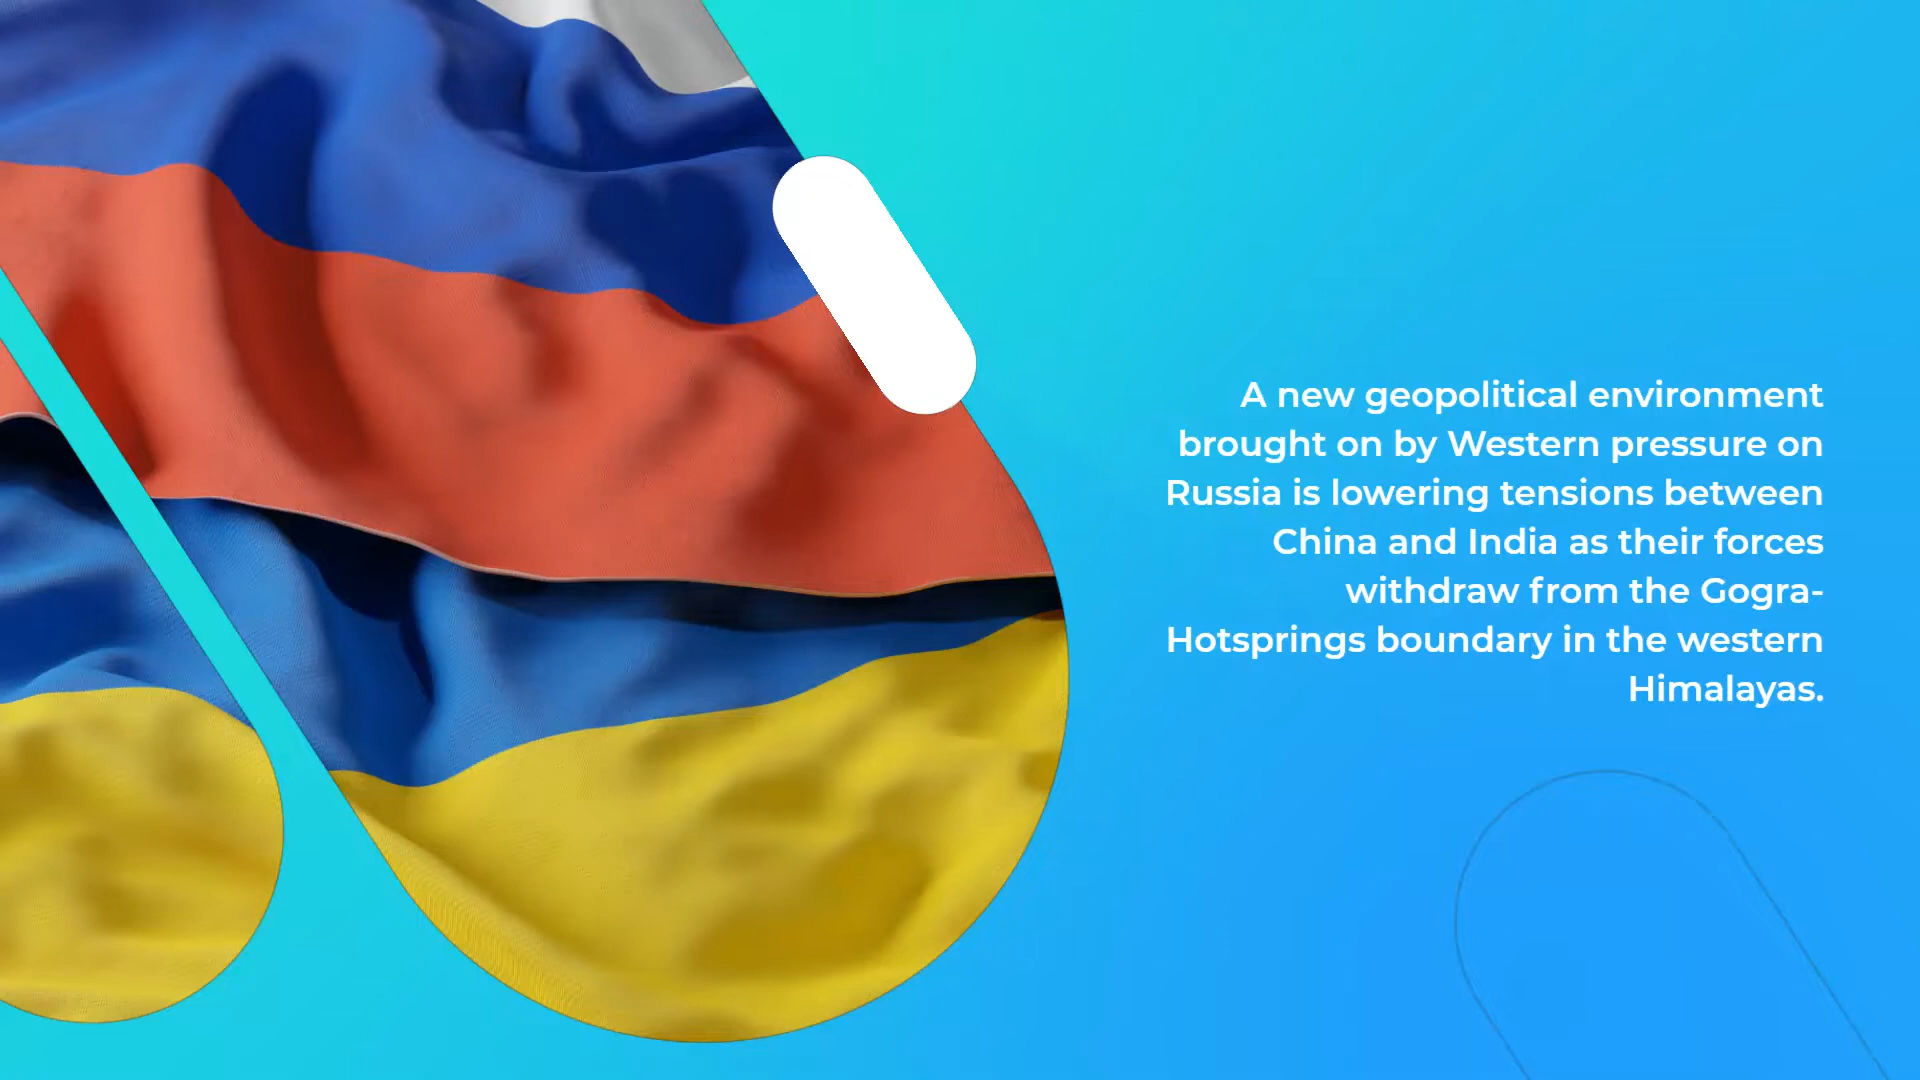 A new geopolitical environment
brought on by Western pressure on
Russia is lowering tensions between
China and India as their forces
withdraw from the Gogra-
Hotsprings boundary in the western
Himalayas.